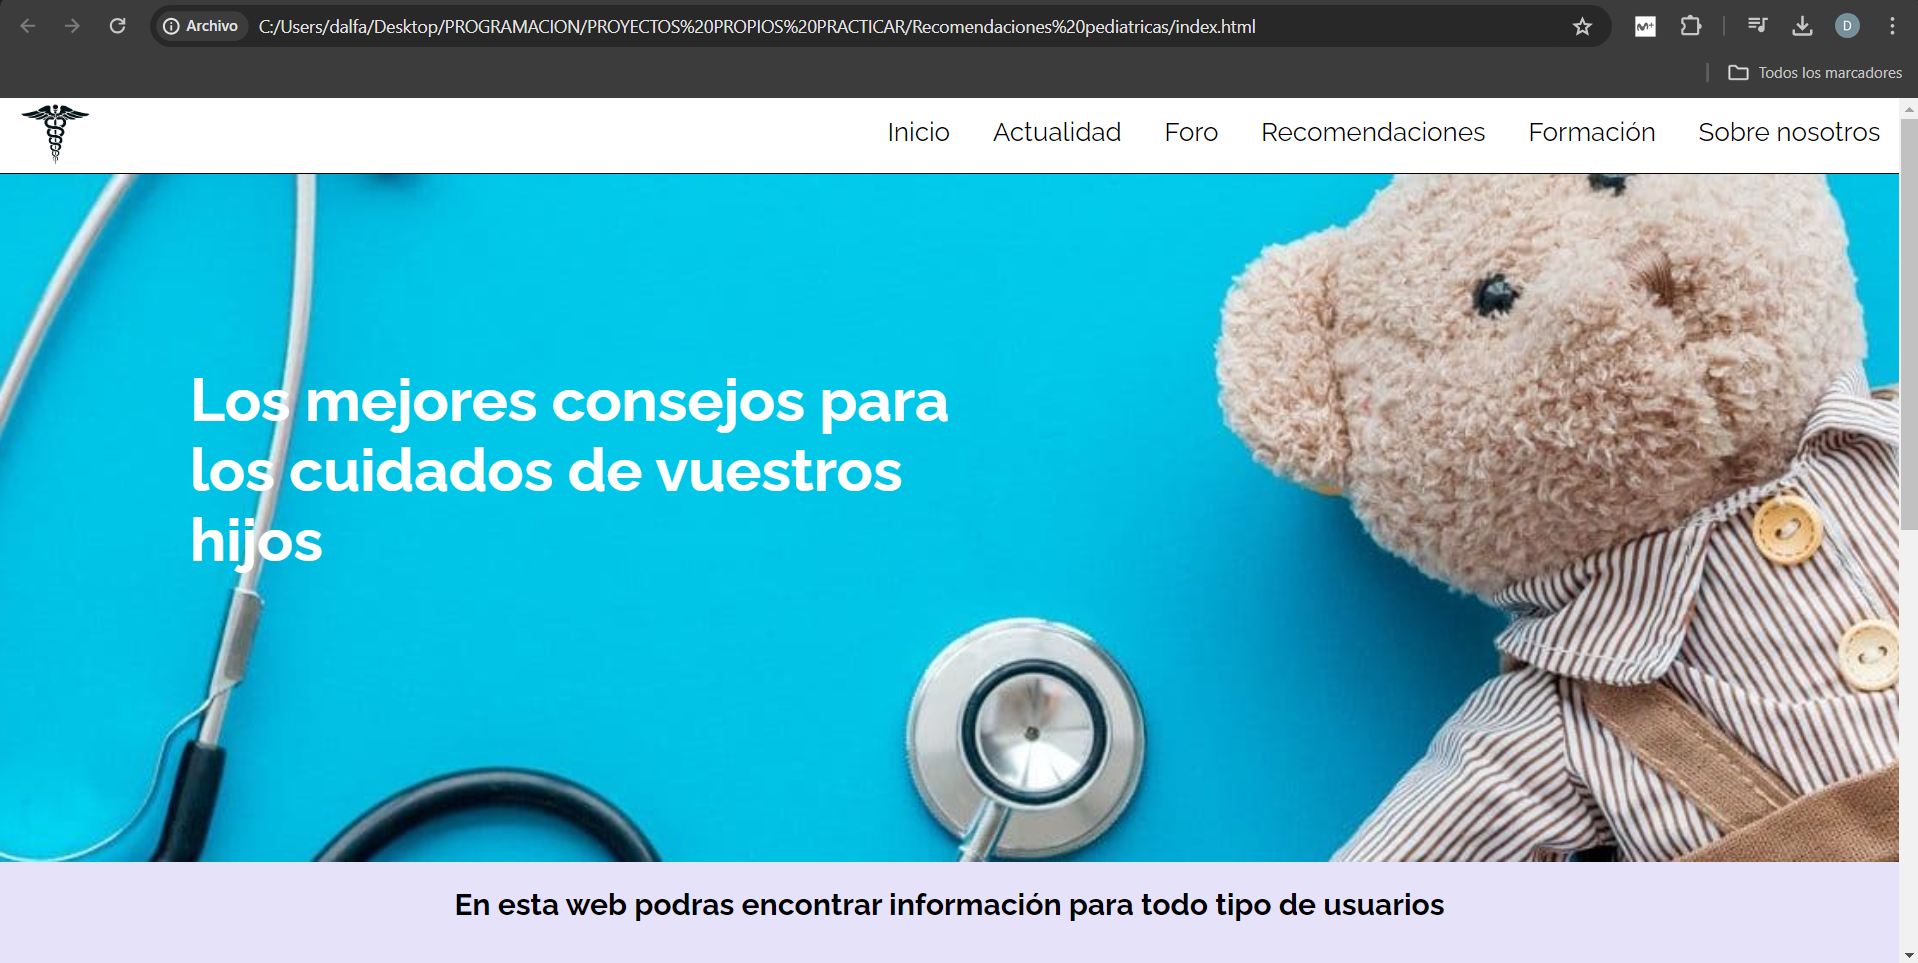 Archivo C:/Users/dalfa/Desktop/PROGRAMACION/PROYECTOS%20PROPIOS%20PRACTICAR/Recomendaciones%20pediatricas/index.html D
Todos los marcadores
Inicio Actualidad Foro Recomendaciones Formación Sobre nosotros
Los mejores consejos para
los cuidados de vuestros
hijos
En esta web podras encontrar información para todo tipo de usuarios